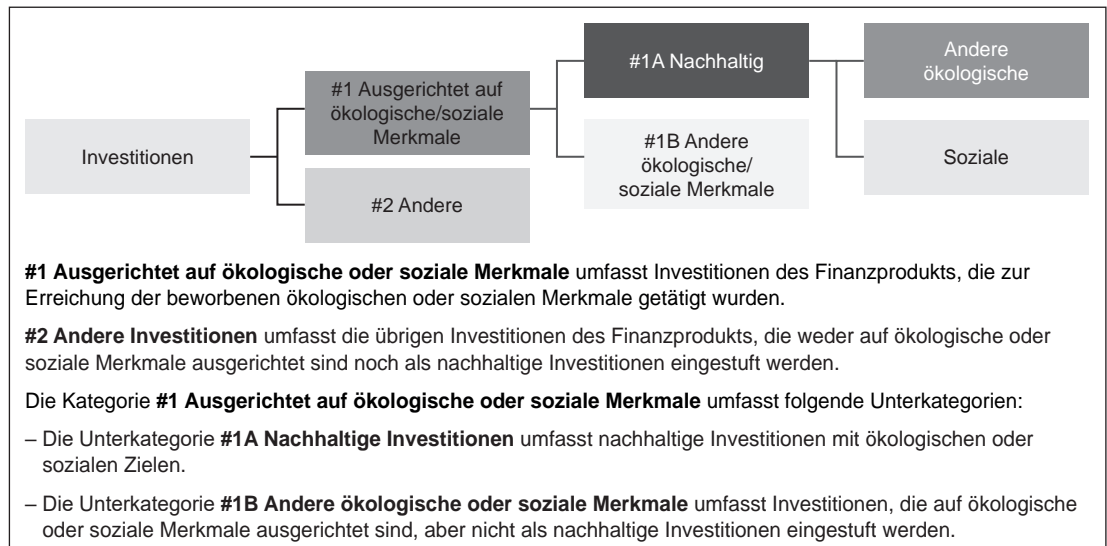 Investitionen
#1 Ausgerichtet auf
ökologische/soziale
Merkmale
#2 Andere
#1A Nachhaltig
#1B Andere
ökologische/
soziale Merkmale
Andere
ökologische
Soziale
#1 Ausgerichtet auf ökologische oder soziale Merkmale umfasst Investitionen des Finanzprodukts, die zur
Erreichung der beworbenen ökologischen oder sozialen Merkmale getätigt wurden.
#2 Andere Investitionen umfasst die übrigen Investitionen des Finanzprodukts, die weder auf ökologische oder
soziale Merkmale ausgerichtet sind noch als nachhaltige Investitionen eingestuft werden.
Die Kategorie #1 Ausgerichtet auf ökologische oder soziale Merkmale umfasst folgende Unterkategorien:
– Die Unterkategorie #1A Nachhaltige Investitionen umfasst nachhaltige Investitionen mit ökologischen oder
sozialen Zielen.
– Die Unterkategorie #1B Andere ökologische oder soziale Merkmale umfasst Investitionen, die auf ökologische
oder soziale Merkmale ausgerichtet sind, aber nicht als nachhaltige Investitionen eingestuft werden.